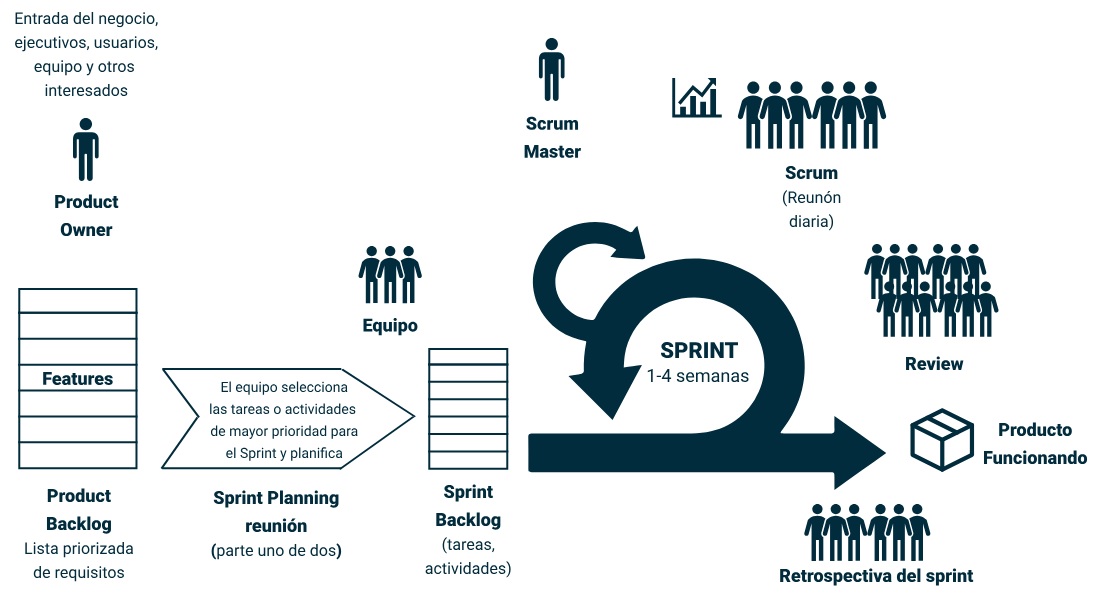 Entrada del negocio,
ejecutivos, usuarios,
equipo y otros
interesados
Product
Owner
Features
Product
Backlog
Lista priorizada
de requisitos
El equipo selecciona
las tareas o actividades
de mayor prioridad para
el Sprint y planifica
Sprint Planning
reunión
(parte uno de dos)
Equipo
Sprint
Backlog
(tareas,
actividades)
Scrum
Master
Scrum
(Reunón
diaria)
SPRINT
1-4 semanas
Review
Producto
Funcionando
Retrospectiva del sprint